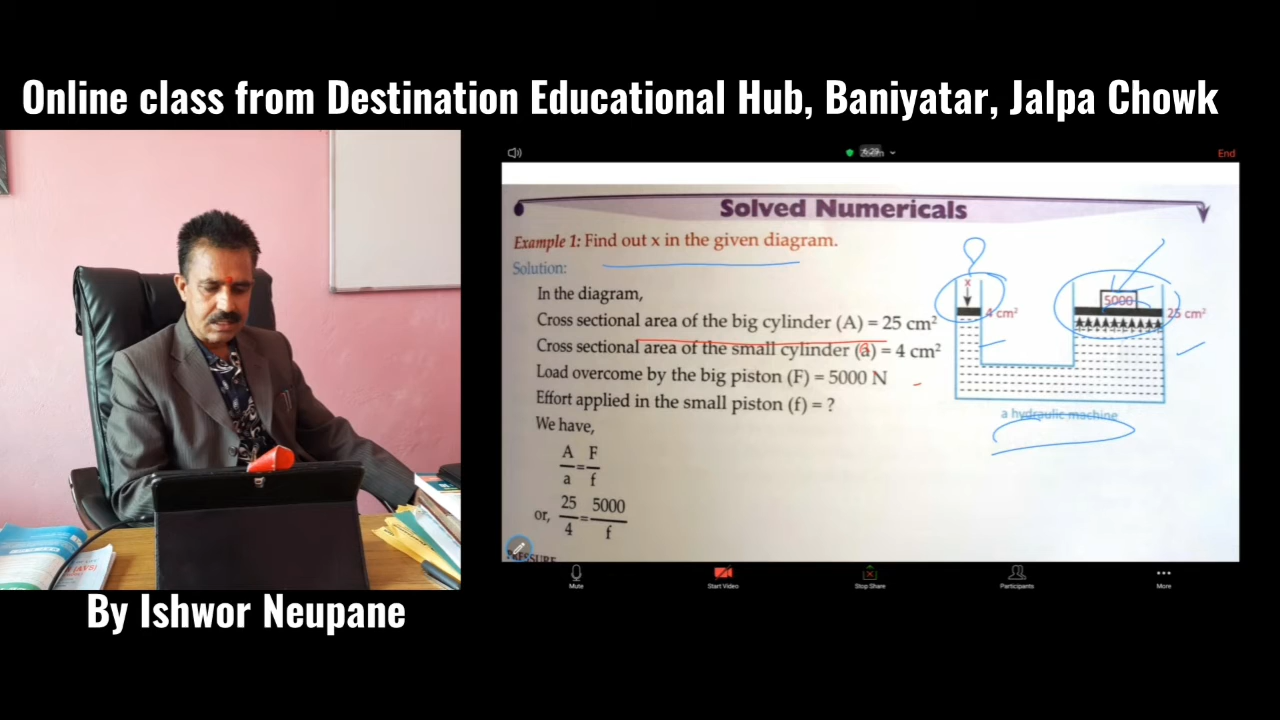 Online class from Destination Educational Hub, Baniyatar, Jalpa Chowk
End
Solved Numericals
Example 1: Find out x in the given diagram.
Solution:
In the diagram,
Cross sectional area of the big cylinder (A) = 25 cm²
Cross sectional area of the small cylinder (a) = 4 cm²
Load overcome by the big piston (F) = 5000 N
Effort applied in the small piston (f) = ?
We have,
A/a = F/f
or, 25/4 = 5000/f
PRESSURE
x
4 cm²
5000
25 cm²
a hydraulic machine
Mute
Start Video
Stop Share
Participants
More
By Ishwor Neupane